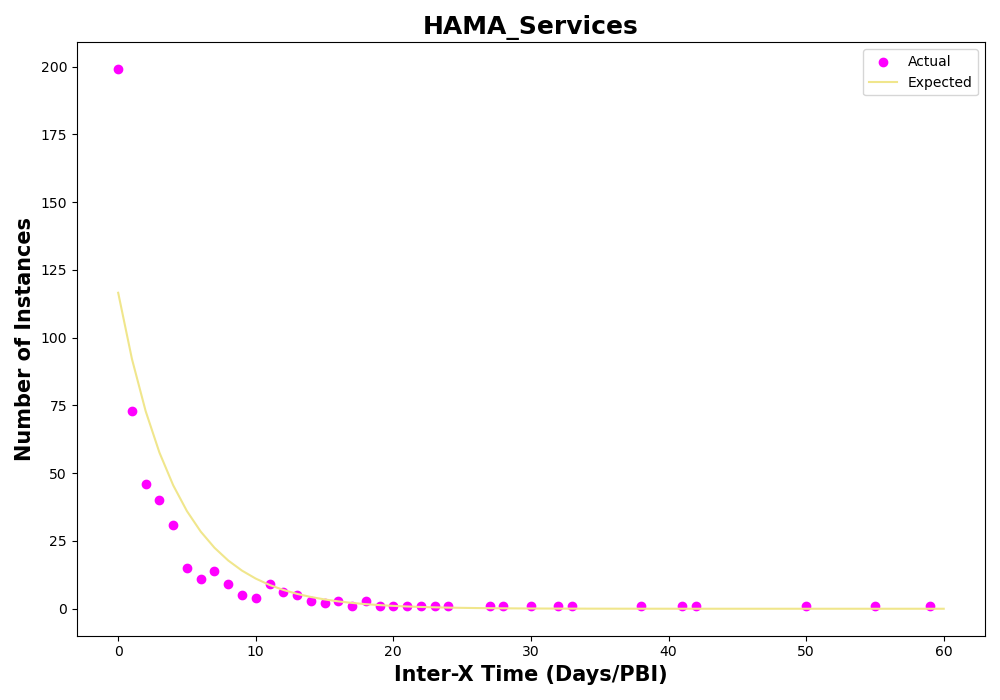 HAMA_Services
Actual
Expected
200
175
150
125
100
75
50
25
0
Number of Instances
0 10 20 30 40 50 60
Inter-X Time (Days/PBI)